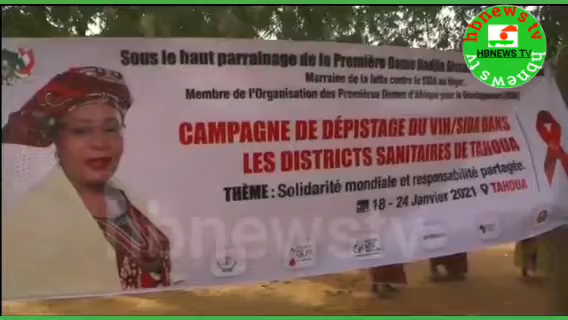 Sous le haut parrainage de la Première Dame Hadjia
Marraine de la lutte contre le SIDA au Niger,
Membre de l'Organisation des Premières Dames d'Afrique pour le Développement
CAMPAGNE DE DÉPISTAGE DU VIH/SIDA DANS
LES DISTRICTS SANITAIRES DE TAHOUA
THÈME : Solidarité mondiale et responsabilité partagée.
18 - 24 Janvier 2021 TAHOUA
hbnews tv
HBNEWS TV
hbnews tv
hbnewstv